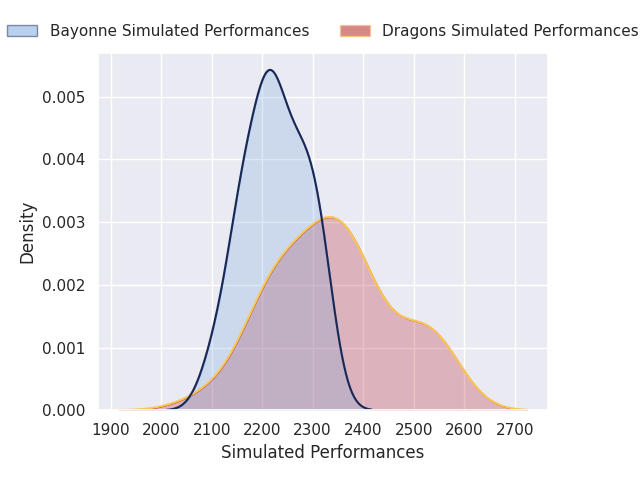 Bayonne Simulated Performances Dragons Simulated Performances
0.005
0.004
0.003
0.002
0.001
0.000
Density
1900 2000 2100 2200 2300 2400 2500 2600 2700
Simulated Performances